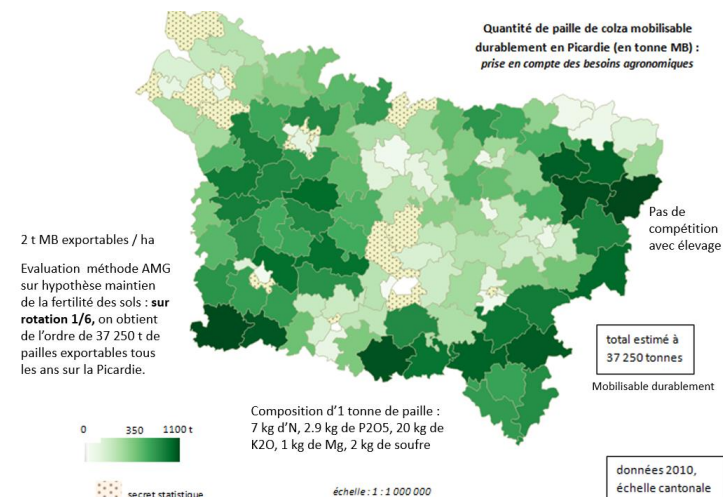 Quantité de paille de colza mobilisable
durablement en Picardie (en tonne MB) :
prise en compte des besoins agronomiques
Pas de
compétition
avec élevage
2 t MB exportables / ha
Evaluation méthode AMG
sur hypothèse maintien
de la fertilité des sols : sur
rotation 1/6, on obtient
de l'ordre de 37 250 t de
pailles exportables tous
les ans sur la Picardie.
total estimé à
37 250 tonnes
Mobilisable durablement
Composition d'1 tonne de paille :
7 kg d'N, 2.9 kg de P2O5, 20 kg de
K2O, 1 kg de Mg, 2 kg de soufre
0 350 1100 t
secret statistique
échelle : 1 : 1 000 000
données 2010,
échelle cantonale